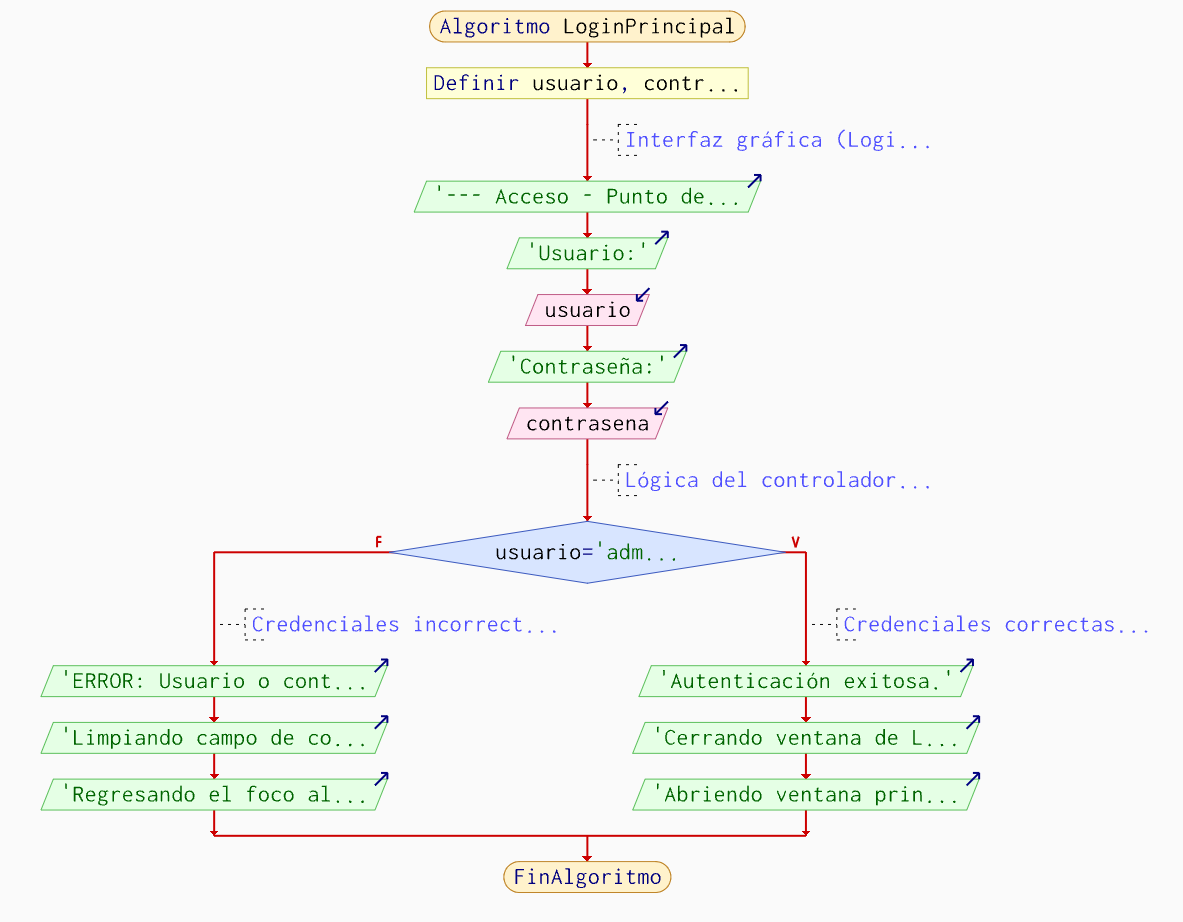 Algoritmo LoginPrincipal
Definir usuario, contr...
Interfaz gráfica (Logi...
'--- Acceso - Punto de...
'Usuario:'
usuario
'Contraseña:'
contrasena
Lógica del controlador...
F
V
usuario='adm...
Credenciales incorrect...
Credenciales correctas...
'ERROR: Usuario o cont...
'Autenticación exitosa.'
'Limpiando campo de co...
'Cerrando ventana de L...
'Regresando el foco al...
'Abriendo ventana prin...
FinAlgoritmo